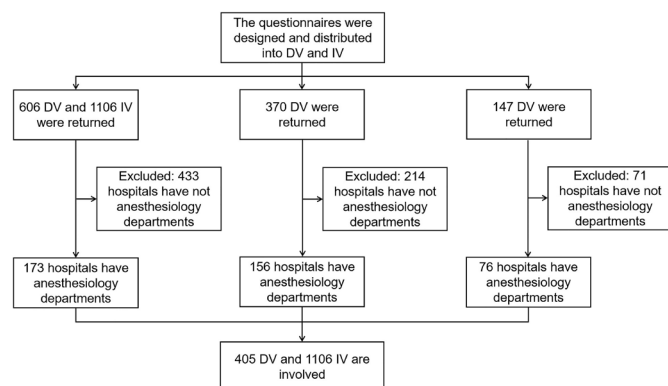 The questionnaires were
designed and distributed
into DV and IV
606 DV and 1106 IV
were returned
370 DV were
returned
147 DV were
returned
Excluded: 433
hospitals have not
anesthesiology
departments
Excluded: 214
hospitals have not
anesthesiology
departments
Excluded: 71
hospitals have not
anesthesiology
departments
173 hospitals have
anesthesiology
departments
156 hospitals have
anesthesiology
departments
76 hospitals have
anesthesiology
departments
405 DV and 1106 IV are
involved